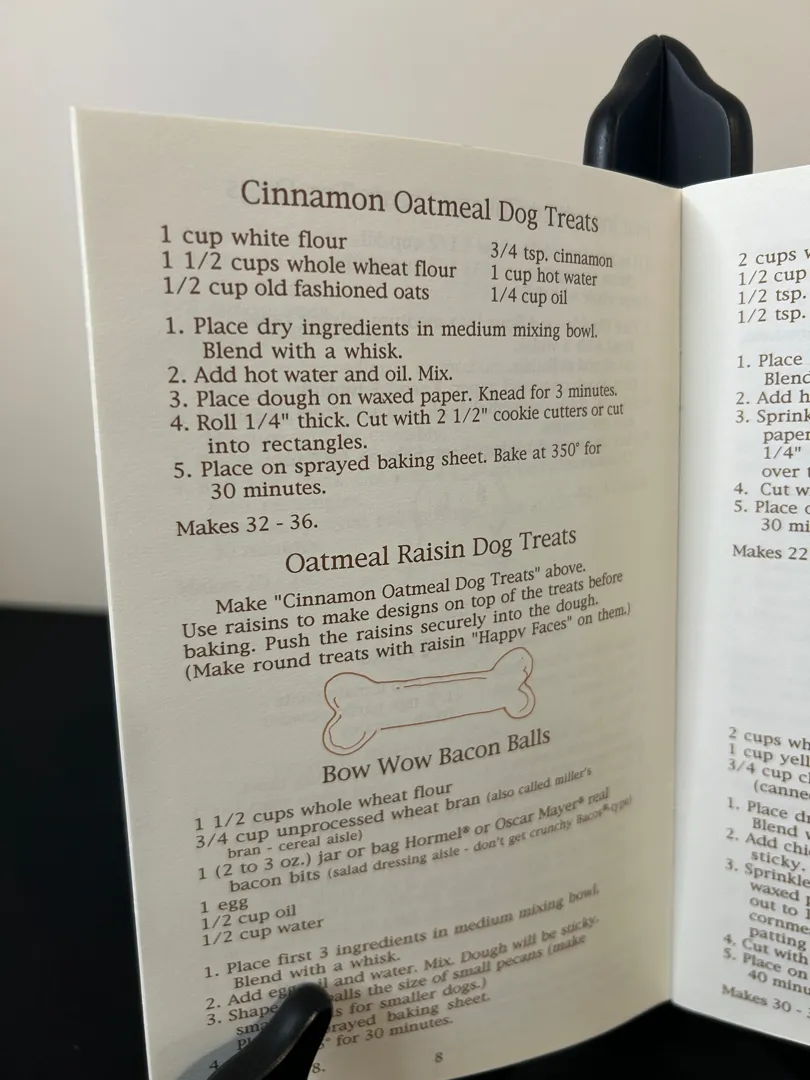 Cinnamon Oatmeal Dog Treats
1 cup white flour
1 1/2 cups whole wheat flour
1/2 cup old fashioned oats
3/4 tsp. cinnamon
1 cup hot water
1/4 cup oil
1. Place dry ingredients in medium mixing bowl.
Blend with a whisk.
2. Add hot water and oil. Mix.
3. Place dough on waxed paper. Knead for 3 minutes.
4. Roll 1/4" thick. Cut with 2 1/2" cookie cutters or cut
into rectangles.
5. Place on sprayed baking sheet. Bake at 350° for
30 minutes.
Makes 32 - 36.
Oatmeal Raisin Dog Treats
Make "Cinnamon Oatmeal Dog Treats" above.
Use raisins to make designs on top of the treats before
baking. Push the raisins securely into the dough.
(Make round treats with raisin "Happy Faces" on them.)
Bow Wow Bacon Balls
1 1/2 cups whole wheat flour
3/4 cup unprocessed wheat bran (also called miller's
bran - cereal aisle)
1 (2 to 3 oz.) jar or bag Hormel® or Oscar Mayer® real
bacon bits (salad dressing aisle - don't get crunchy Bacos®-type)
1 egg
1/2 cup oil
1/2 cup water
1. Place first 3 ingredients in medium mixing bowl.
Blend with a whisk.
2. Add and water. Mix. Dough will be sticky.
3. Shape the size of small pecans (make
for smaller dogs.)
baking sheet.
4. for 30 minutes.
8.
8
2 cups
1/2 cup
1/2 tsp.
1/2 tsp.
1. Place
Blend
2. Add
3.
paper
1/4"
over
4. Cut
5. Place
30
Makes 22
2 cups
1 cup
3/4 cup
1. Place
Blend
2. Add
sticky.
3.
waxed
out to
patting
4. Cut with
5. Place on
40
Makes 30 -